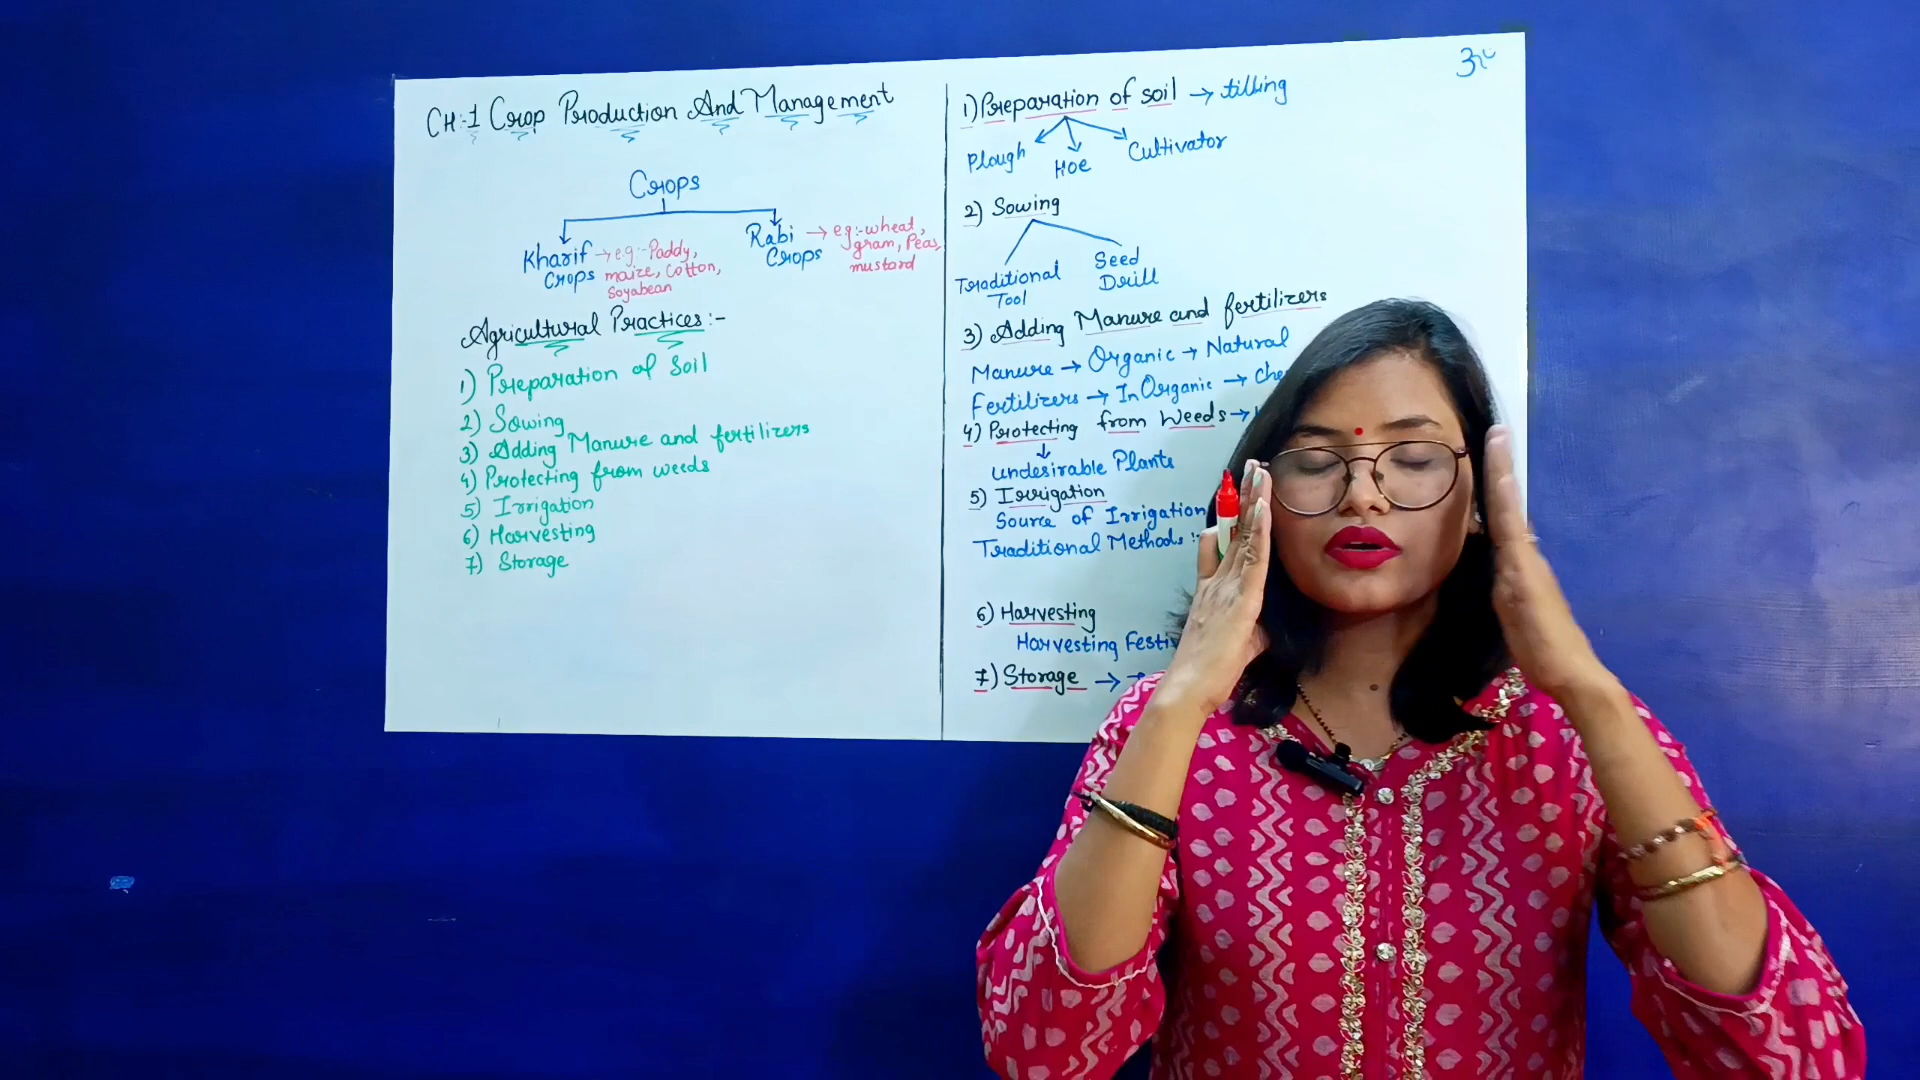 CH:-1 Crop Production And Management
Crops
Kharif → e.g:- Paddy,
Crops maize, Cotton,
Soyabean
Rabi → eg:- wheat,
Crops gram, Peas,
mustard
Agricultural Practices:-
1) Preparation of Soil
2) Sowing
3) Adding Manure and fertilizers
4) Protecting from weeds
5) Irrigation
6) Harvesting
7) Storage
1) Preparation of soil → tilling
Plough Hoe Cultivator
2) Sowing
Traditional Tool
Seed Drill
3) Adding Manure and fertilizers
Manure → Organic → Natural
Fertilizers → InOrganic →
4) Protecting from Weeds →
undesirable Plants
5) Irrigation
Source of Irrigation
Traditional Methods :-
6) Harvesting
Harvesting
7) Storage →